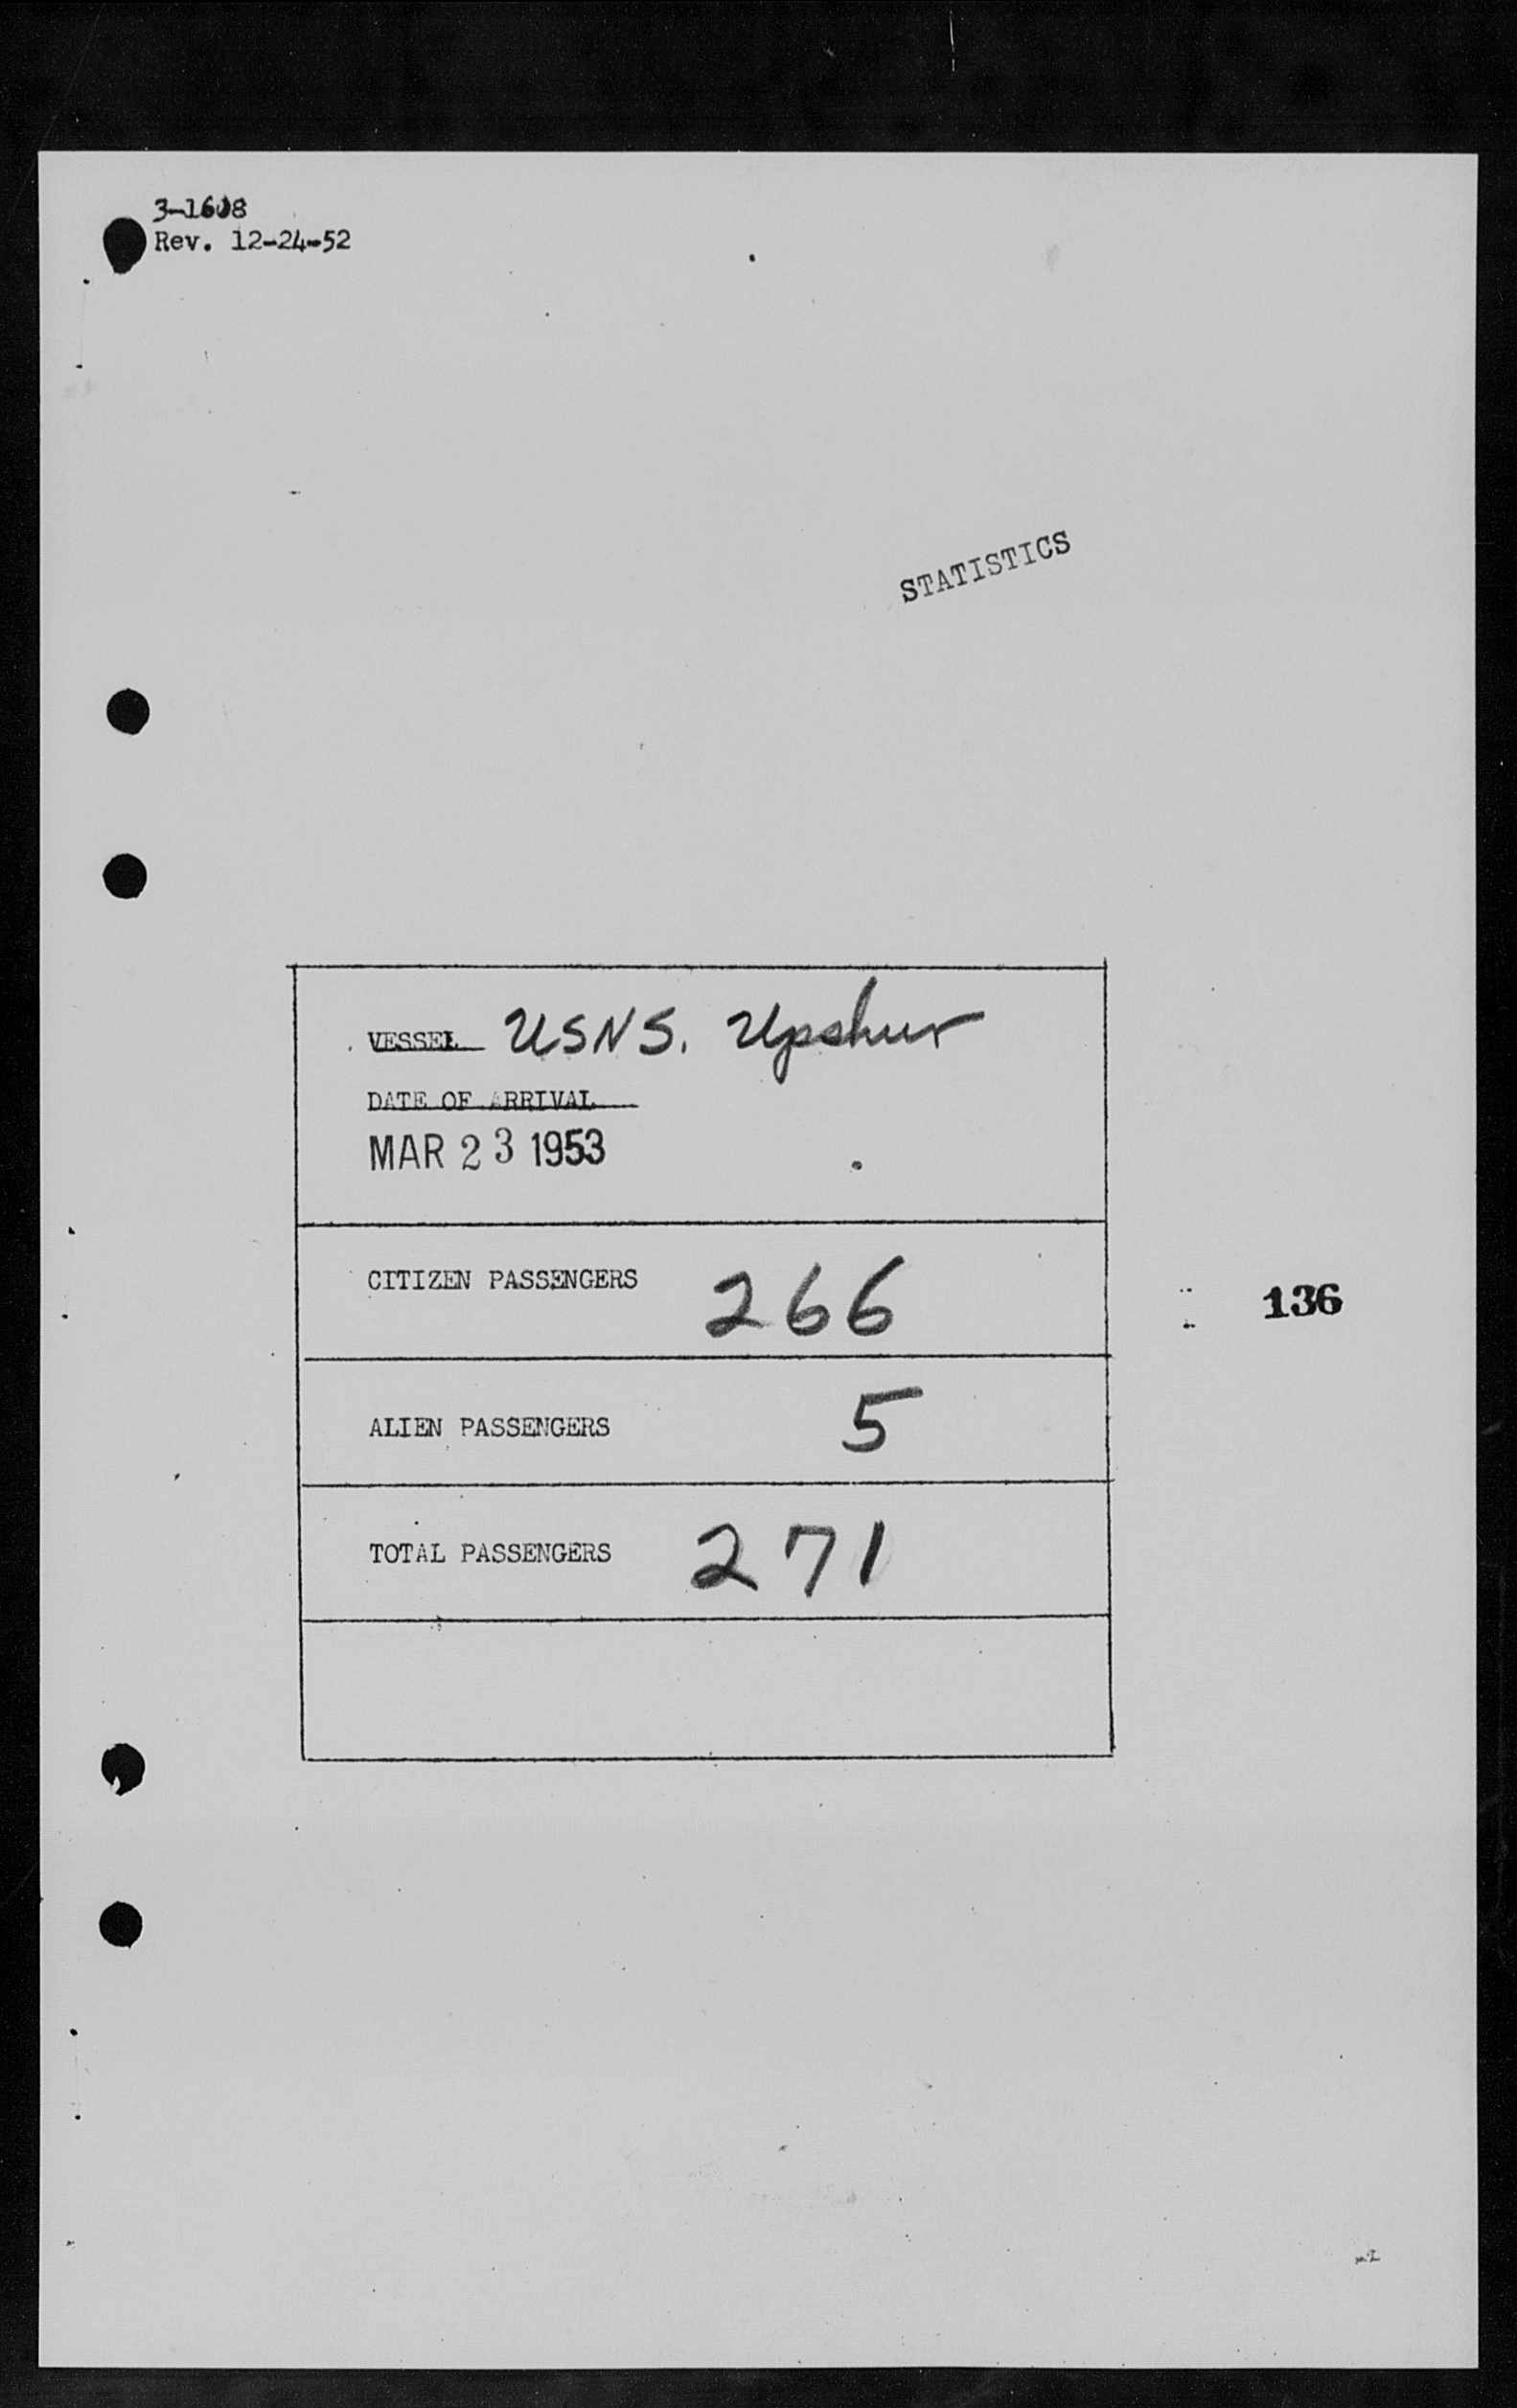 3-1608
Rev. 12-24-52
STATISTICS
VESSEL USNS. Upshur
DATE OF ARRIVAL
MAR 23 1953
CITIZEN PASSENGERS 266
136
ALIEN PASSENGERS 5
TOTAL PASSENGERS 271